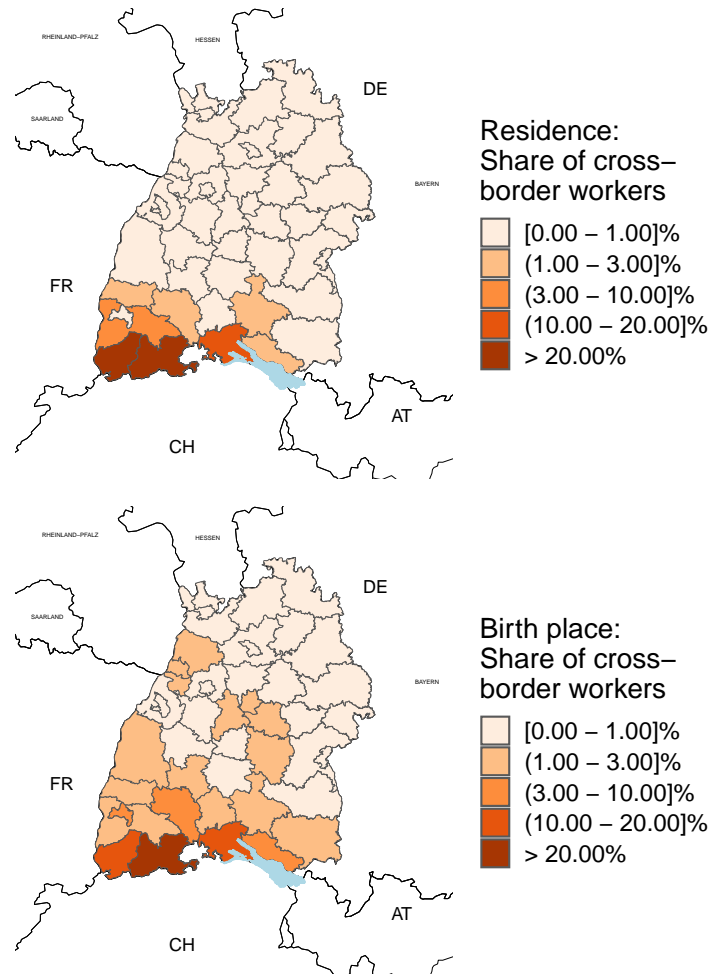 RHEINLAND–PFALZ
HESSEN
DE
SAARLAND
BAYERN
FR
AT
CH
Residence:
Share of cross–
border workers
[0.00 – 1.00]%
(1.00 – 3.00]%
(3.00 – 10.00]%
(10.00 – 20.00]%
> 20.00%
RHEINLAND–PFALZ
HESSEN
DE
SAARLAND
BAYERN
FR
AT
CH
Birth place:
Share of cross–
border workers
[0.00 – 1.00]%
(1.00 – 3.00]%
(3.00 – 10.00]%
(10.00 – 20.00]%
> 20.00%